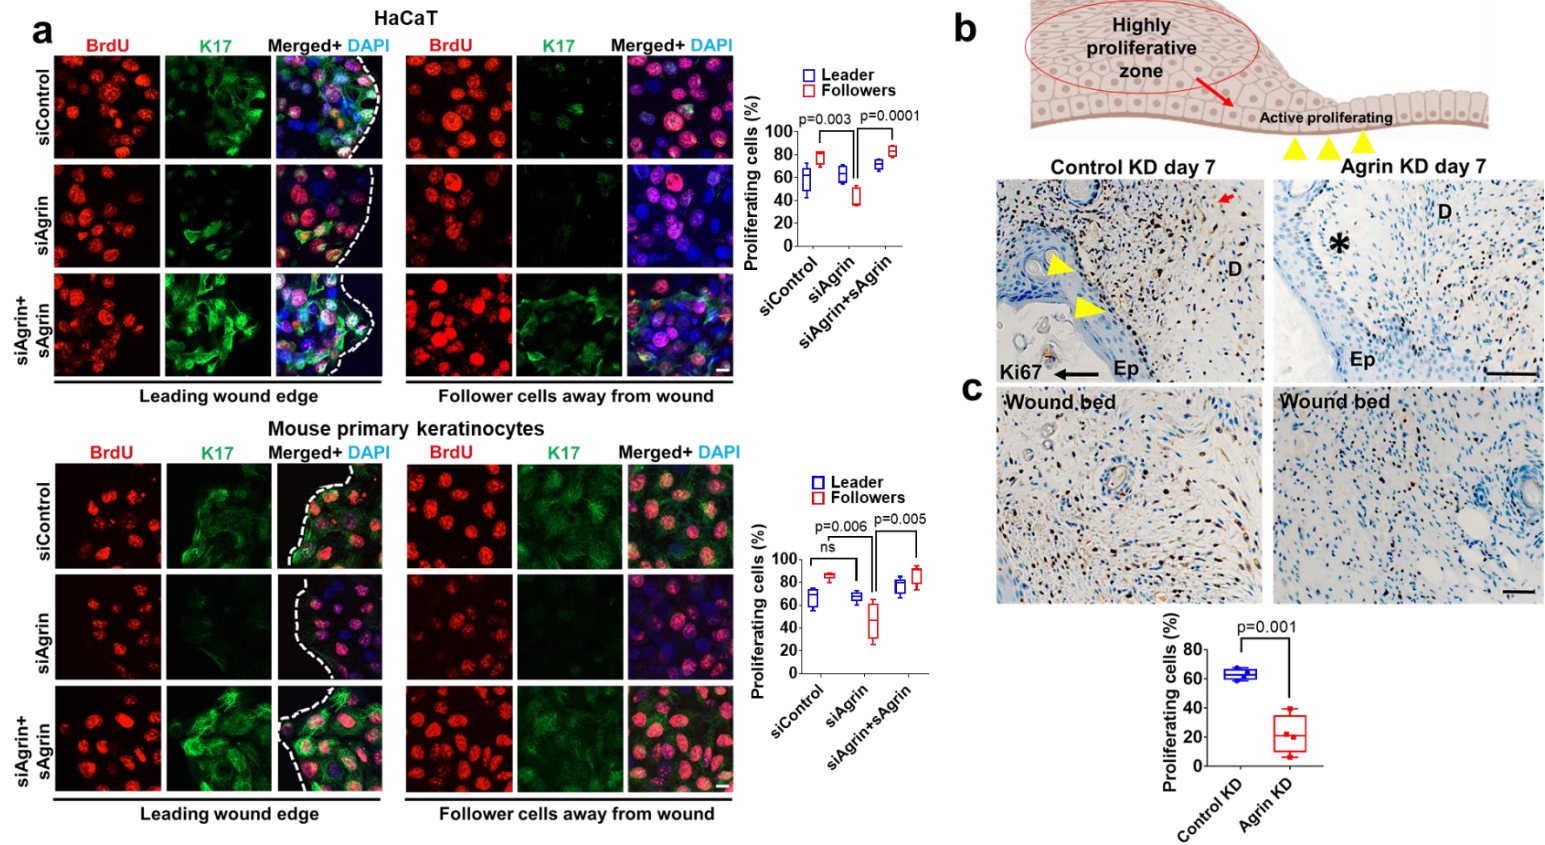 a
HaCaT
BrdU K17 Merged+ DAPI BrdU K17 Merged+ DAPI
siControl
siAgrin
siAgrin+
sAgrin
Leading wound edge
Follower cells away from wound
Leader
Followers
p=0.003
p=0.0001
Proliferating cells (%)
100
80
60
40
20
0
siControl
siAgrin
siAgrin+sAgrin
Mouse primary keratinocytes
BrdU K17 Merged+ DAPI BrdU K17 Merged+ DAPI
siControl
siAgrin
siAgrin+
sAgrin
Leading wound edge
Follower cells away from wound
Leader
Followers
p=0.006
p=0.005
ns
Proliferating cells (%)
100
80
60
40
20
0
siControl
siAgrin
siAgrin+sAgrin
b
Highly
proliferative
zone
Active proliferating
Control KD day 7
Agrin KD day 7
D
Ep
Ki67
D
*
Ep
c
Wound bed
Wound bed
p=0.001
Proliferating cells (%)
80
60
40
20
0
Control KD
Agrin KD